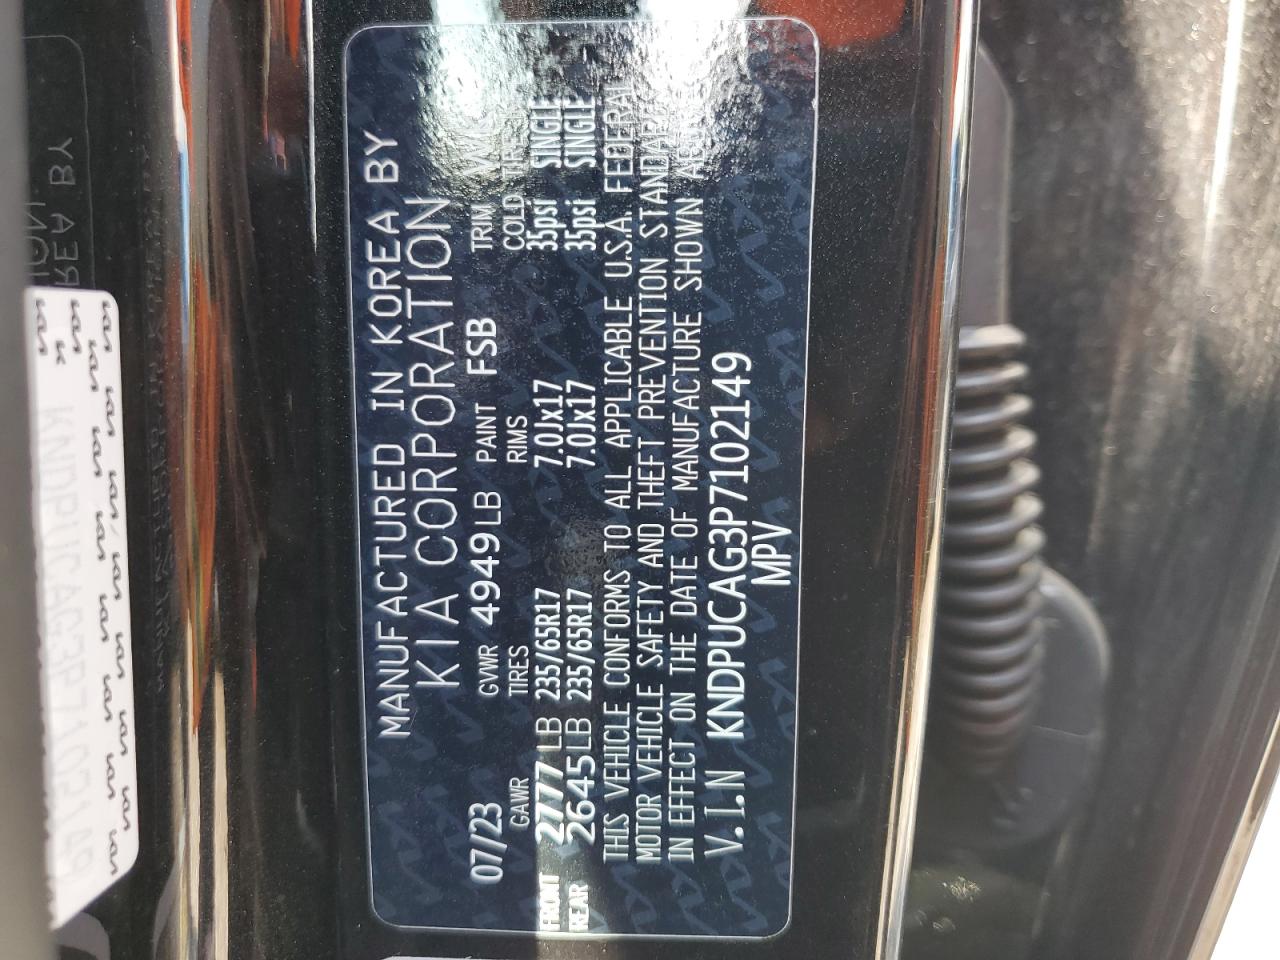 MANUFACTURED IN KOREA BY
KIA CORPORATION
07/23 GVWR 4949LB PAINT FSB TRIM
GAWR TIRES RIMS COLD
FRONT 2777LB 235/65R17 7.0Jx17 35psi SINGLE
REAR 2645LB 235/65R17 7.0Jx17 35psi SINGLE
THIS VEHICLE CONFORMS TO ALL APPLICABLE U.S.A. FEDERAL
MOTOR VEHICLE SAFETY AND THEFT PREVENTION
IN EFFECT ON THE DATE OF MANUFACTURE SHOWN
V.I.N KNDPUCAG3P7102149
MPV